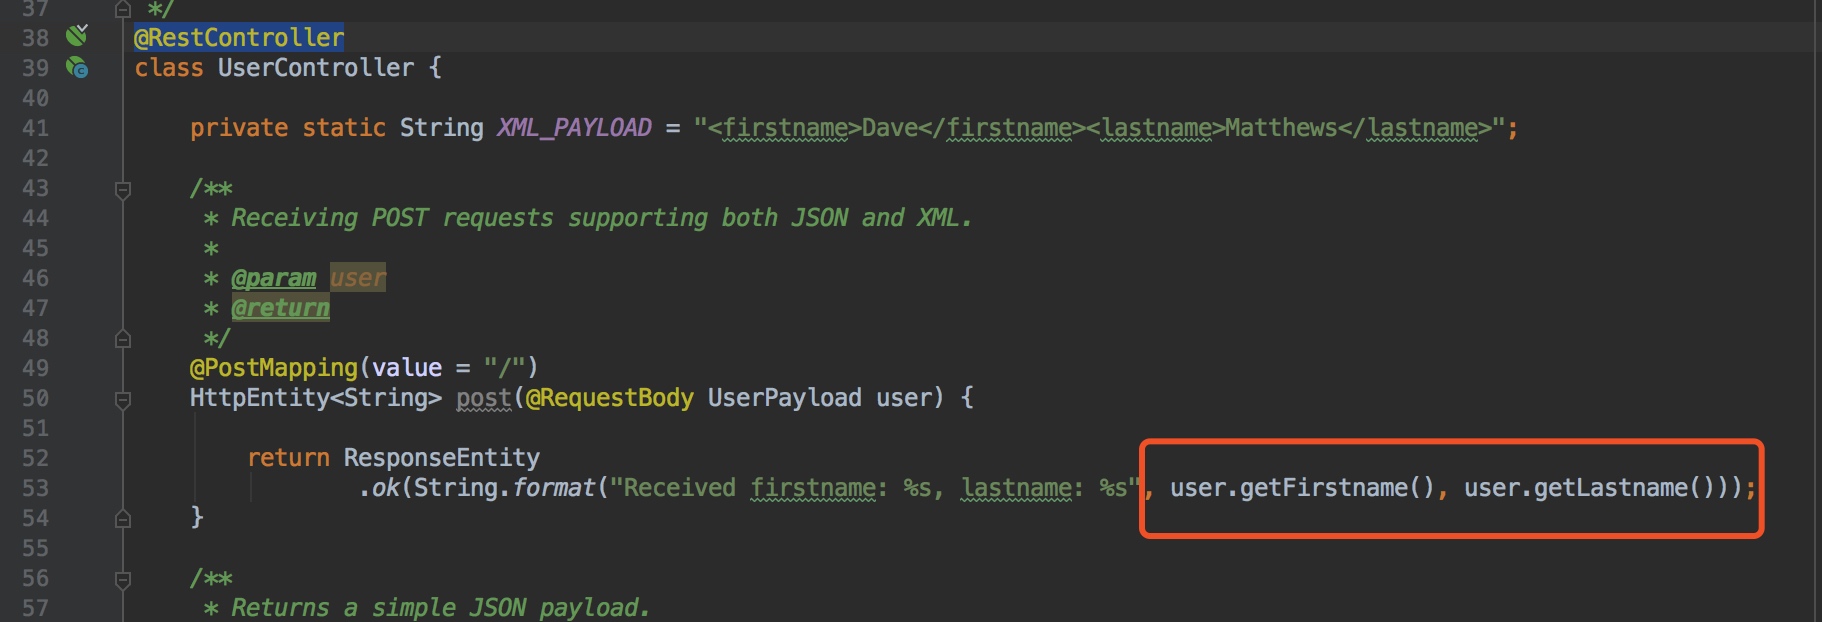 37 */
38 @RestController
39 class UserController {
40
41 private static String XML_PAYLOAD = "<firstname>Dave</firstname><lastname>Matthews</lastname>";
42
43 /**
44 * Receiving POST requests supporting both JSON and XML.
45 *
46 * @param user
47 * @return
48 */
49 @PostMapping(value = "/")
50 HttpEntity<String> post(@RequestBody UserPayload user) {
51
52 return ResponseEntity
53 .ok(String.format("Received firstname: %s, lastname: %s", user.getFirstname(), user.getLastname()));
54 }
55
56 /**
57 * Returns a simple JSON payload.